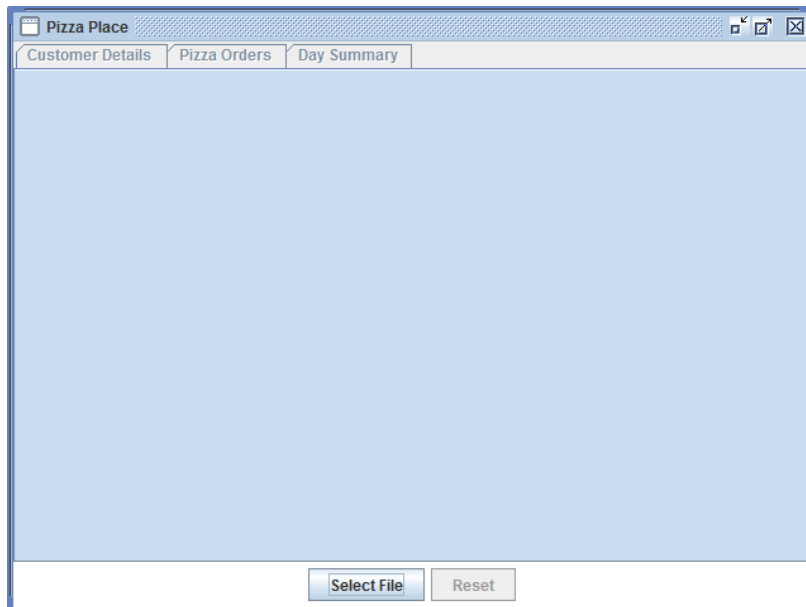 Pizza Place
Customer Details Pizza Orders Day Summary
Select File Reset